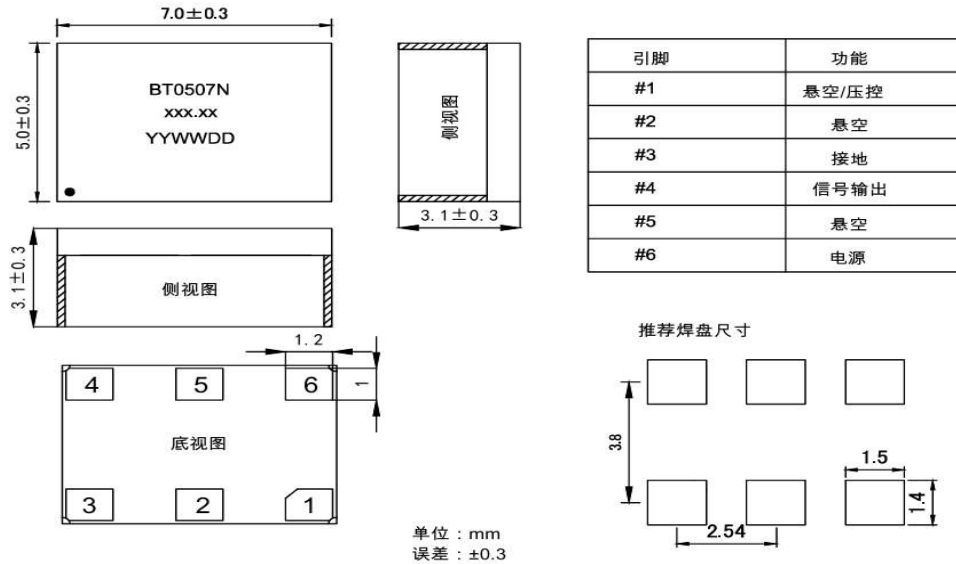 7.0±0.3
5.0±0.3
BT0507N
xxx.xx
YYWWDD
侧视图
3.1±0.3
3.1±0.3
侧视图
引脚 功能
#1 悬空/压控
#2 悬空
#3 接地
#4 信号输出
#5 悬空
#6 电源
1.2
1
4 5 6
底视图
3 2 1
推荐焊盘尺寸
3.8
1.5
1.4
2.54
单位：mm
误差：±0.3